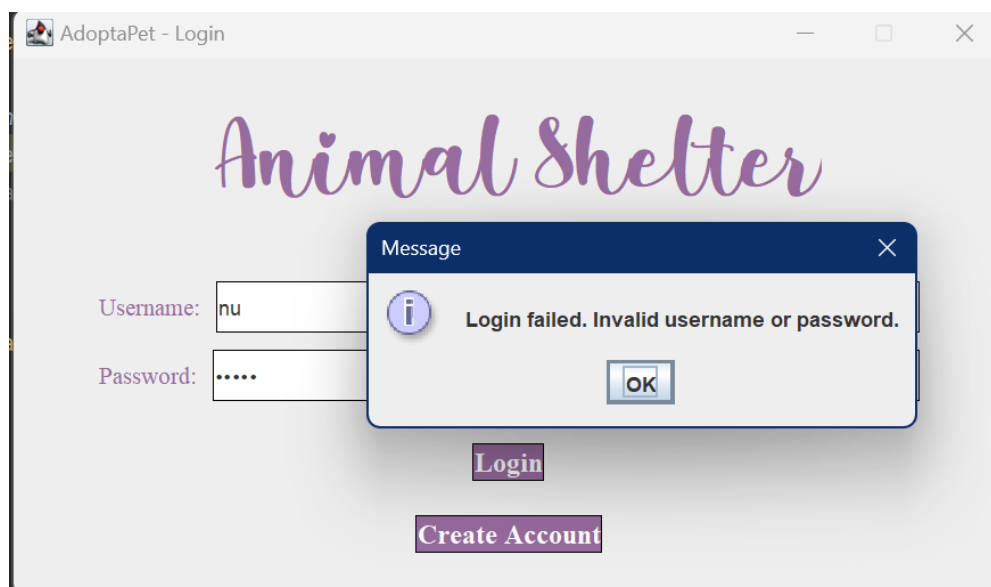 AdoptaPet - Login
Animal Shelter
Message
Login failed. Invalid username or password.
OK
Username: nu
Password: •••••
Login
Create Account